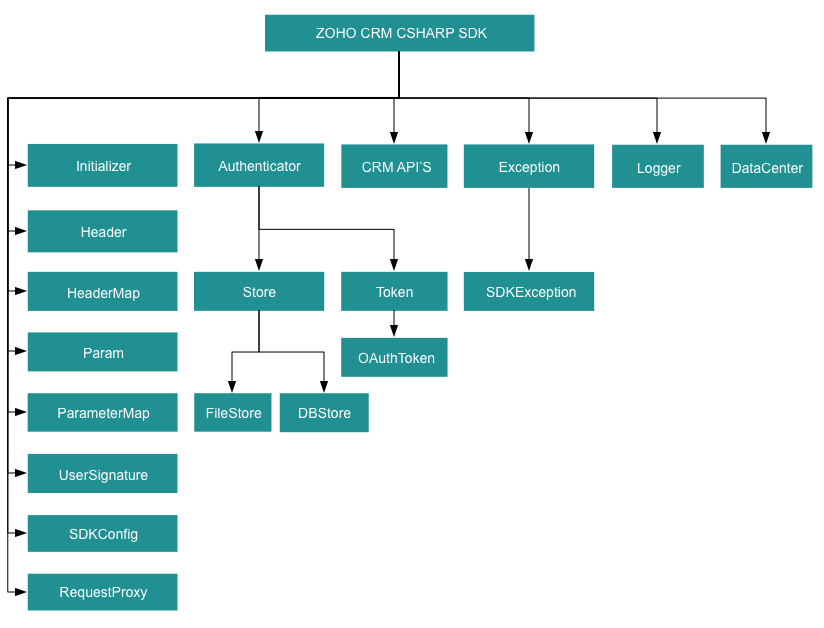 ZOHO CRM CSHARP SDK
Initializer
Authenticator
CRM API'S
Exception
Logger
DataCenter
Header
HeaderMap
Store
Token
SDKException
Param
OAuthToken
ParameterMap
FileStore
DBStore
UserSignature
SDKConfig
RequestProxy